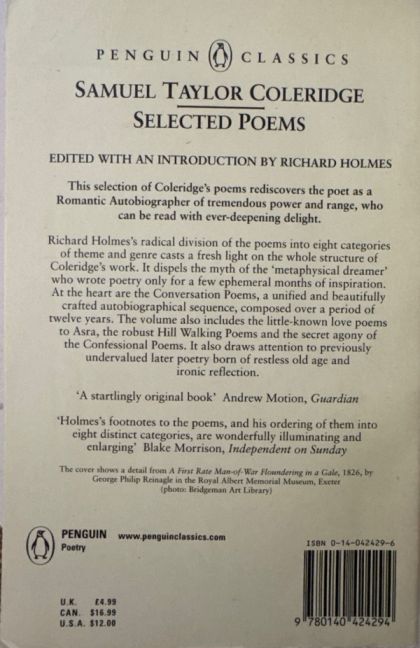 PENGUIN CLASSICS
SAMUEL TAYLOR COLERIDGE
SELECTED POEMS
EDITED WITH AN INTRODUCTION BY RICHARD HOLMES
This selection of Coleridge's poems rediscovers the poet as a
Romantic Autobiographer of tremendous power and range, who
can be read with ever-deepening delight.
Richard Holmes's radical division of the poems into eight categories
of theme and genre casts a fresh light on the whole structure of
Coleridge's work. It dispels the myth of the 'metaphysical dreamer'
who wrote poetry only for a few ephemeral months of inspiration.
At the heart are the Conversation Poems, a unified and beautifully
crafted autobiographical sequence, composed over a period of
twelve years. The volume also includes the little-known love poems
to Asra, the robust Hill Walking Poems and the secret agony of
the Confessional Poems. It also draws attention to previously
undervalued later poetry born of restless old age and
ironic reflection.
'A startlingly original book' Andrew Motion, Guardian
'Holmes's footnotes to the poems, and his ordering of them into
eight distinct categories, are wonderfully illuminating and
enlarging' Blake Morrison, Independent on Sunday
The cover shows a detail from A First Rate Man-of-War Floundering in a Gale, 1826, by
George Philip Reinagle in the Royal Albert Memorial Museum, Exeter
(photo: Bridgeman Art Library)
PENGUIN
Poetry
www.penguinclassics.com
ISBN 0-14-042429-6
U.K. £4.99
CAN. $16.99
U.S.A. $12.00
9 780140 424294